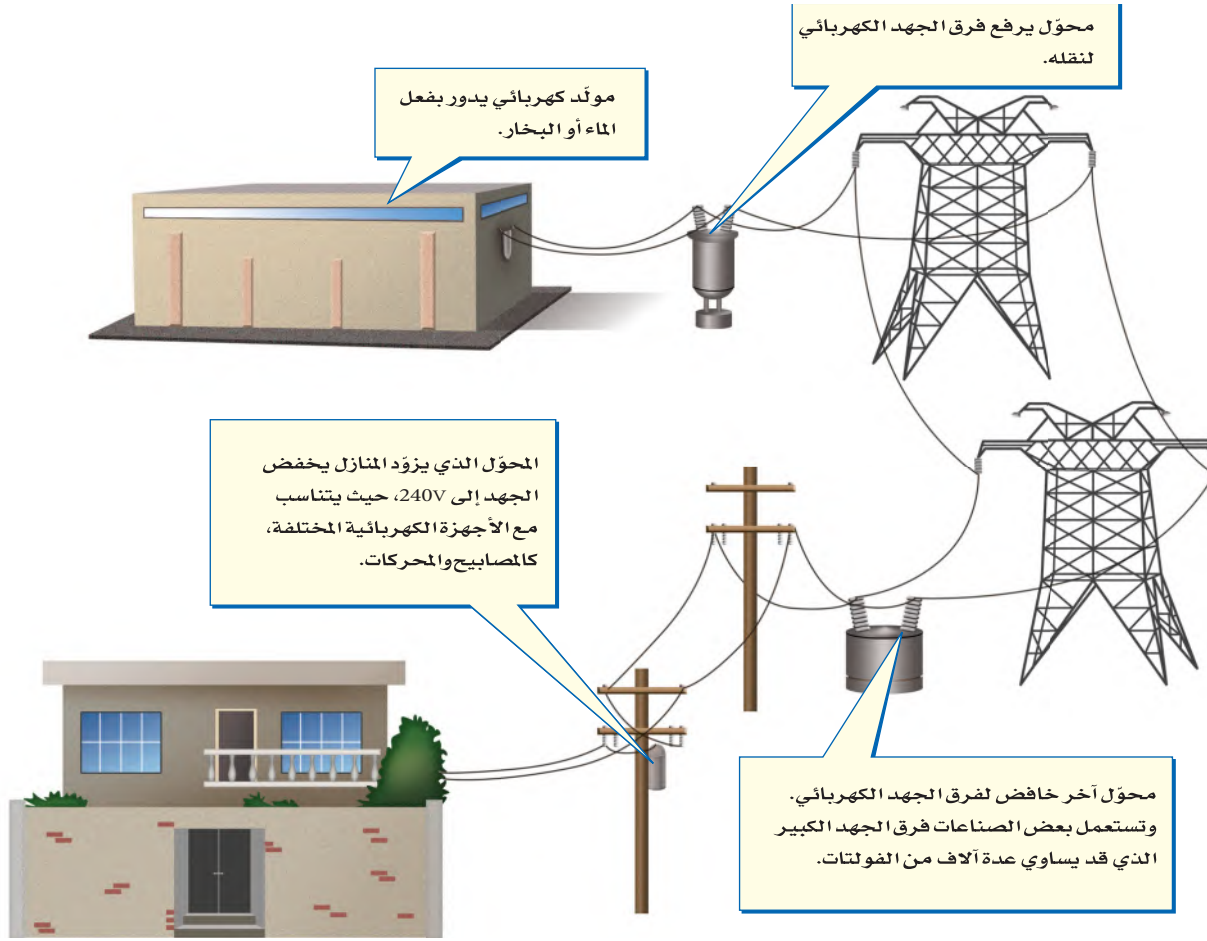 محوّل يرفع فرق الجهد الكهربائي
لنقله.
مولّد كهربائي يدور بفعل
الماء أو البخار.
المحوّل الذي يزوّد المنازل يخفض
الجهد إلى 240V، حيث يتناسب
مع الأجهزة الكهربائية المختلفة،
كالمصابيح والمحركات.
محوّل آخر خافض لفرق الجهد الكهربائي.
وتستعمل بعض الصناعات فرق الجهد الكبير
الذي قد يساوي عدة آلاف من الفولتات.